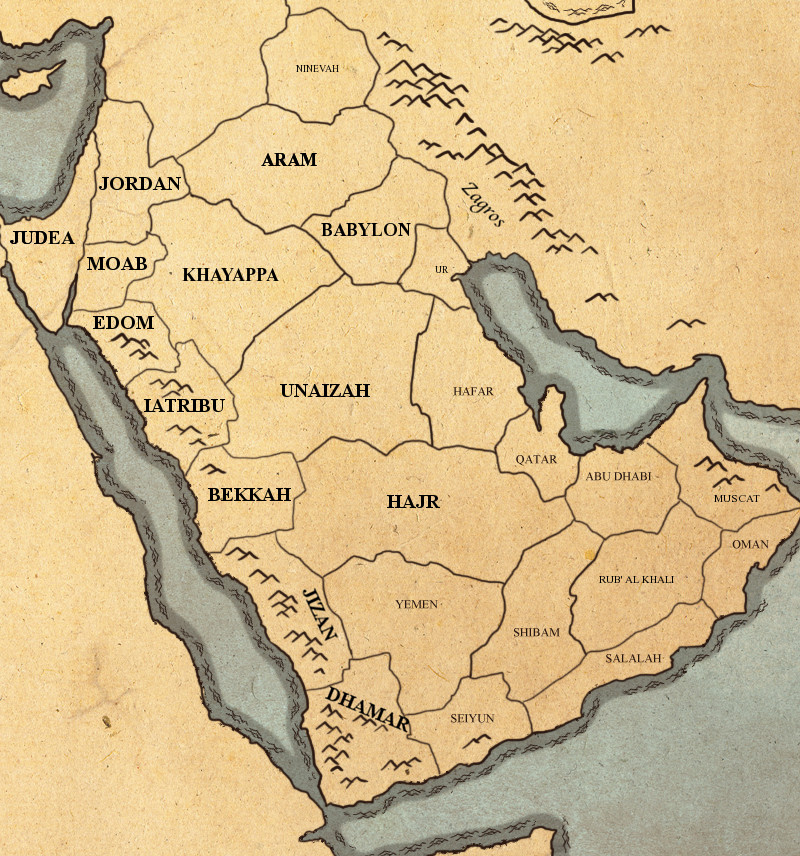 NINEVAH
ARAM
JORDAN
Zagros
JUDEA
BABYLON
MOAB
KHAYAPPA
UR
EDOM
UNAIZAH
HAFAR
IATRIBU
QATAR
ABU DHABI
BEKKAH
HAJR
MUSCAT
OMAN
RUB' AL KHALI
JIZAN
YEMEN
SHIBAM
SALALAH
DHAMAR
SEIYUN